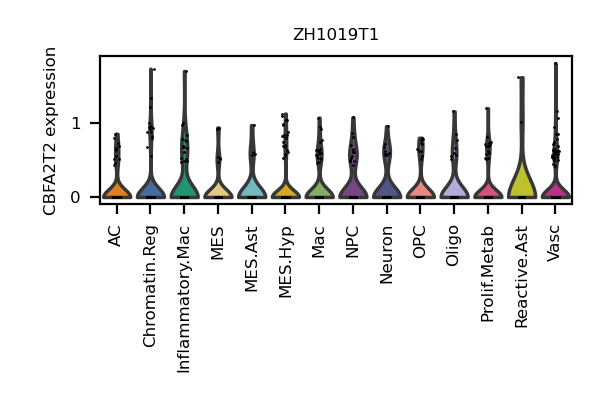 ZH1019T1
CBFA2T2 expression
1
0
AC
Chromatin.Reg
Inflammatory.Mac
MES
MES.Ast
MES.Hyp
Mac
NPC
Neuron
OPC
Oligo
Prolif.Metab
Reactive.Ast
Vasc